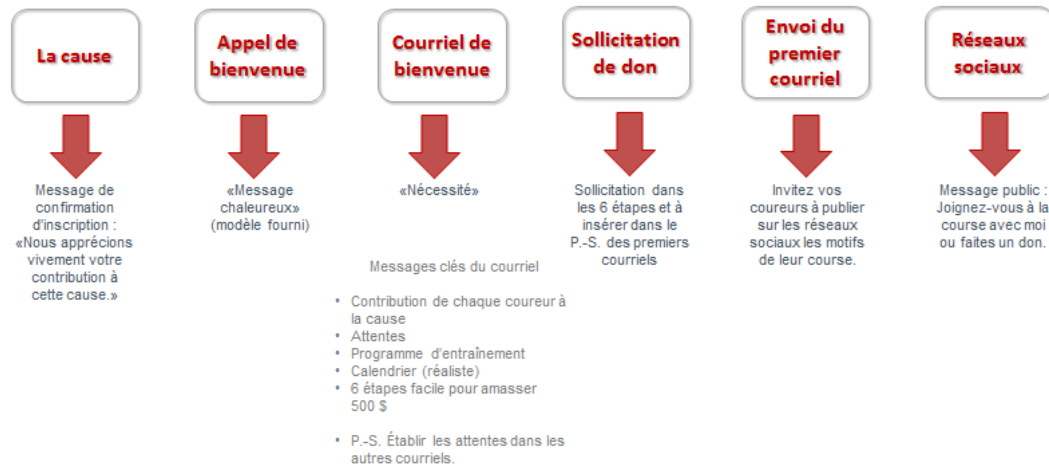 La cause
Appel de
bienvenue
Courriel de
bienvenue
Sollicitation
de don
Envoi du
premier
courriel
Réseaux
sociaux
Message de
confirmation
d'inscription :
«Nous apprécions
vivement votre
contribution à
cette cause.»
«Message
chaleureux»
(modèle fourni)
«Nécessité»
Messages clés du courriel
• Contribution de chaque coureur à
la cause
• Attentes
• Programme d'entraînement
• Calendrier (réaliste)
• 6 étapes facile pour amasser
500 $
• P.-S. Établir les attentes dans les
autres courriels.
Sollicitation dans
les 6 étapes et à
insérer dans le
P.-S. des premiers
courriels
Invitez vos
coureurs à publier
sur les réseaux
sociaux les motifs
de leur course.
Message public :
Joignez-vous à la
course avec moi
ou faites un don.